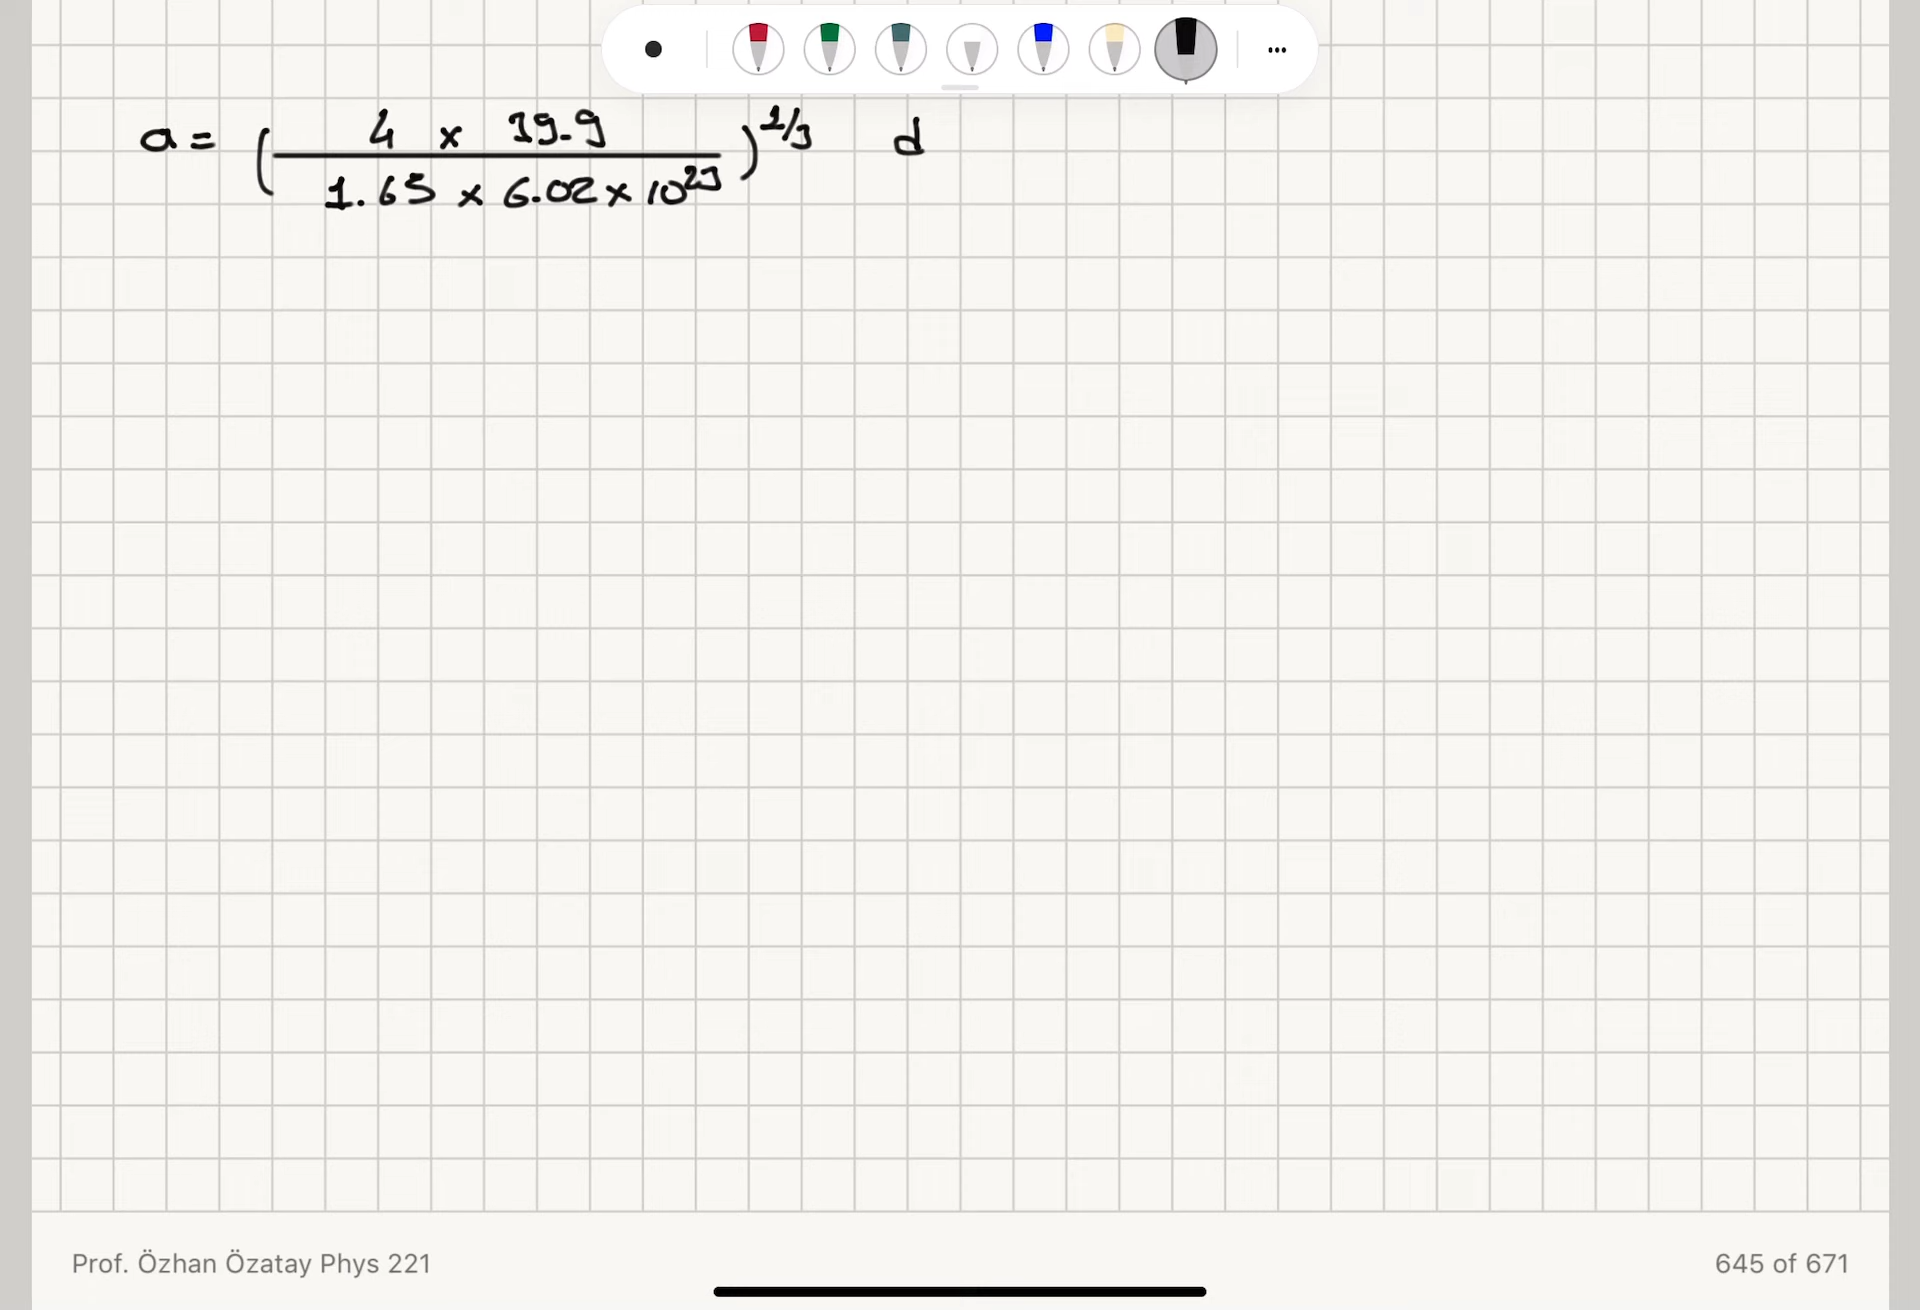 a = ( 4 × 39.9 / 1.65 × 6.02 × 10^23 )^1/3 d
Prof. Özhan Özatay Phys 221
645 of 671